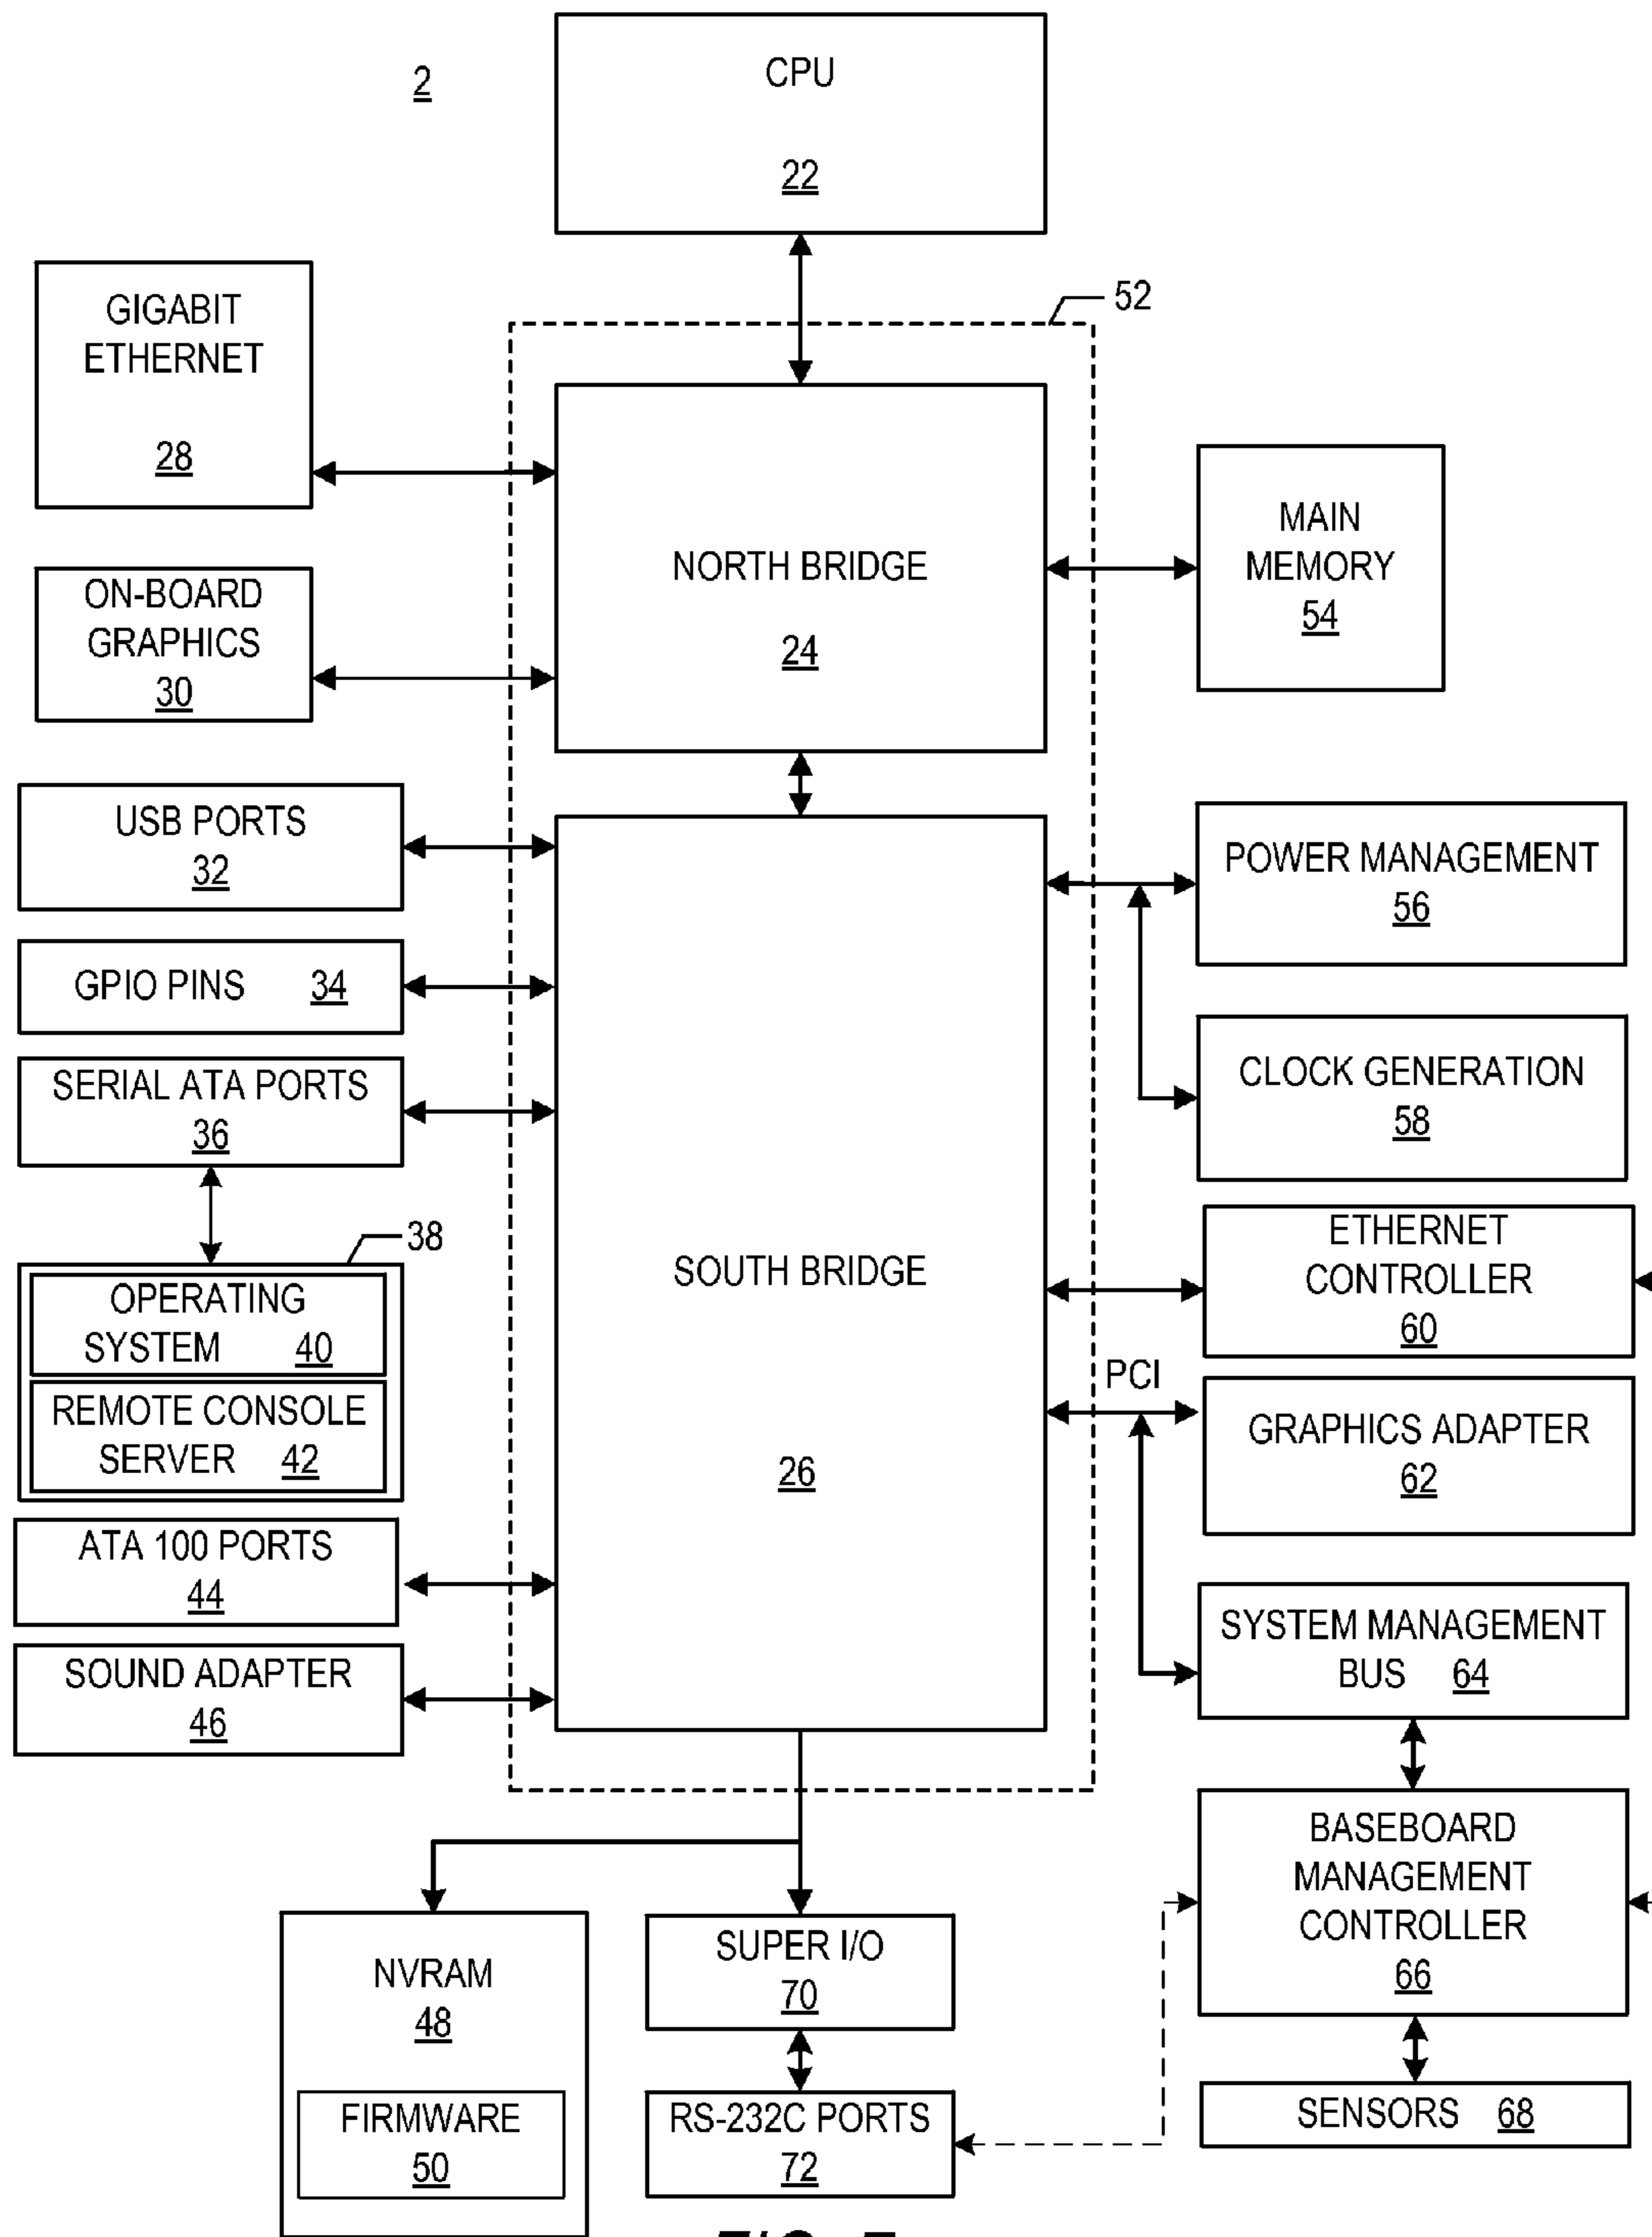 2
CPU
22
52
GIGABIT
ETHERNET
28
NORTH BRIDGE
24
MAIN
MEMORY
54
ON-BOARD
GRAPHICS
30
USB PORTS
32
GPIO PINS 34
SERIAL ATA PORTS
36
38
OPERATING
SYSTEM 40
REMOTE CONSOLE
SERVER 42
ATA 100 PORTS
44
SOUND ADAPTER
46
SOUTH BRIDGE
26
POWER MANAGEMENT
56
CLOCK GENERATION
58
ETHERNET
CONTROLLER
60
PCI
GRAPHICS ADAPTER
62
SYSTEM MANAGEMENT
BUS 64
BASEBOARD
MANAGEMENT
CONTROLLER
66
SENSORS 68
NVRAM
48
FIRMWARE
50
SUPER I/O
70
RS-232C PORTS
72